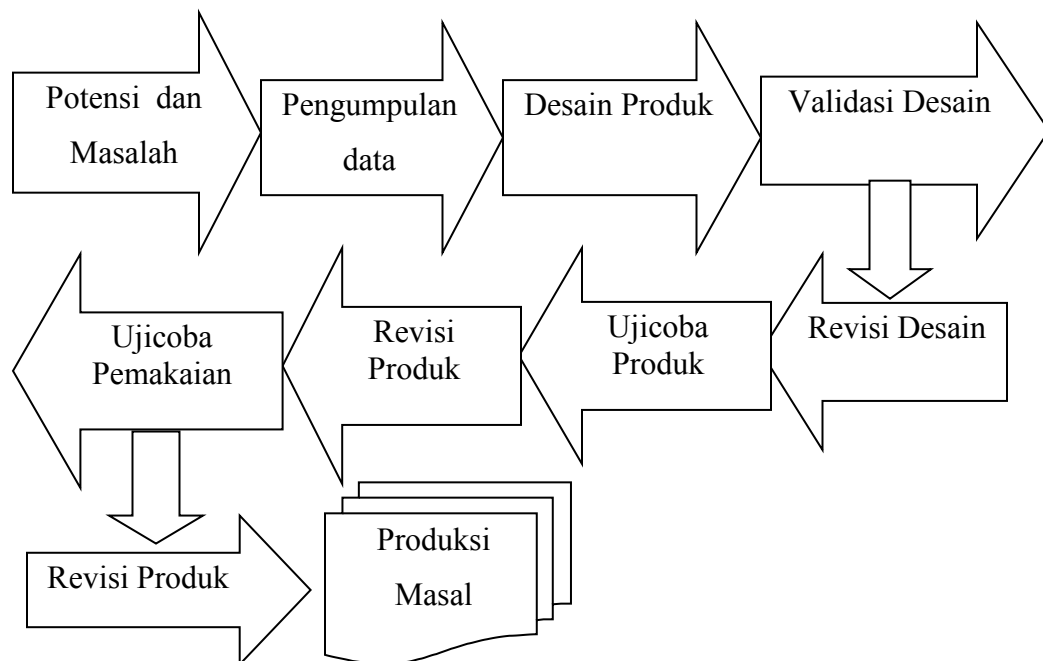 Potensi dan
Masalah
Pengumpulan
data
Desain Produk
Validasi Desain
Revisi Desain
Ujicoba
Produk
Revisi
Produk
Ujicoba
Pemakaian
Revisi Produk
Produksi
Masal